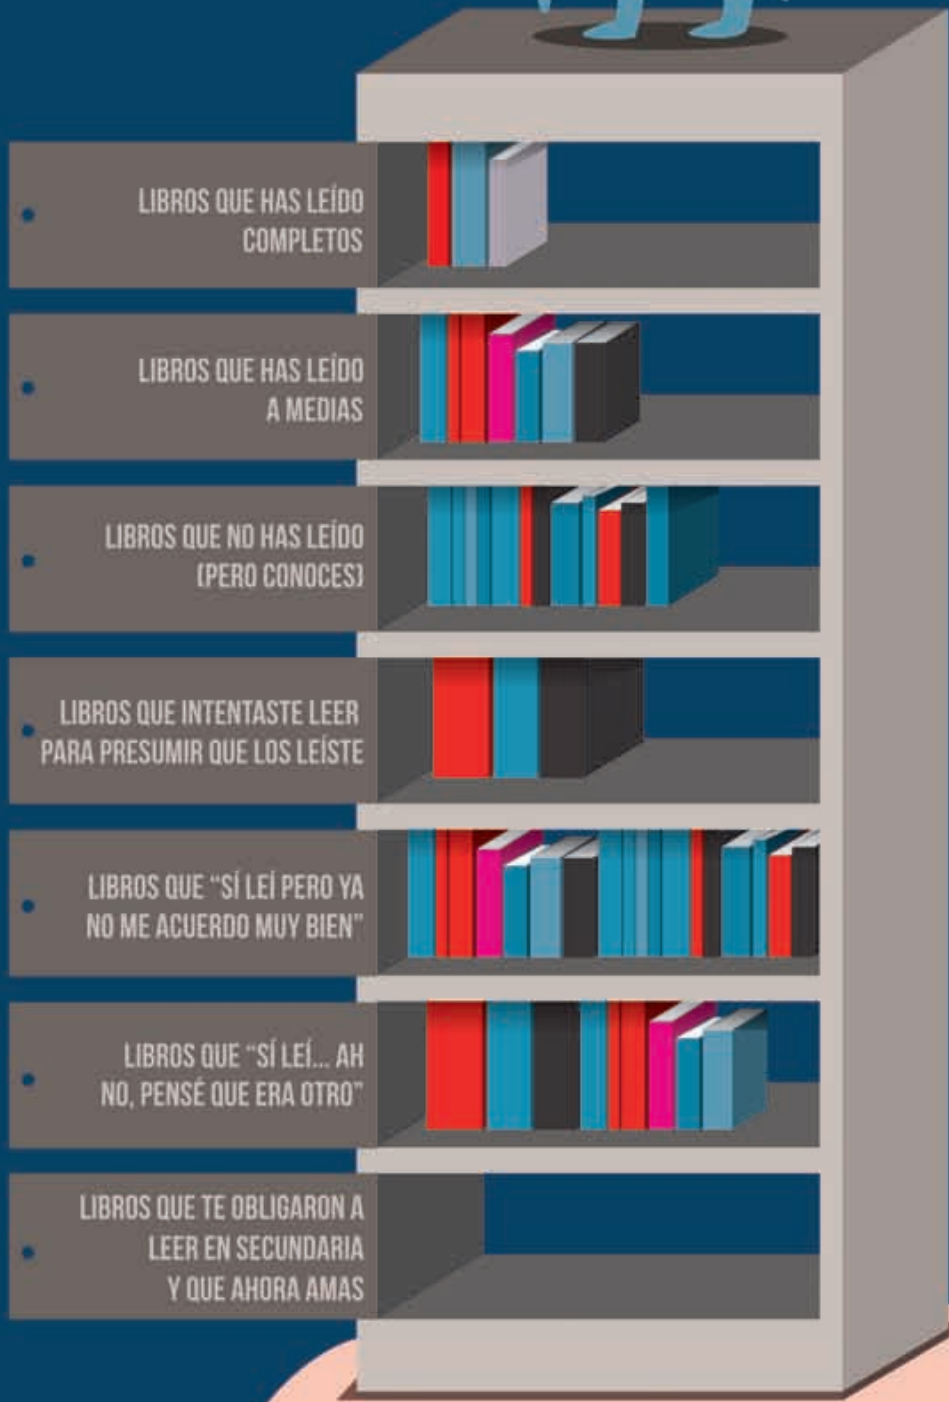 LIBROS QUE HAS LEÍDO
COMPLETOS
LIBROS QUE HAS LEÍDO
A MEDIAS
LIBROS QUE NO HAS LEÍDO
(PERO CONOCES)
LIBROS QUE INTENTASTE LEER
PARA PRESUMIR QUE LOS LEÍSTE
LIBROS QUE “SÍ LEÍ PERO YA
NO ME ACUERDO MUY BIEN”
LIBROS QUE “SÍ LEÍ... AH
NO, PENSÉ QUE ERA OTRO”
LIBROS QUE TE OBLIGARON A
LEER EN SECUNDARIA
Y QUE AHORA AMAS